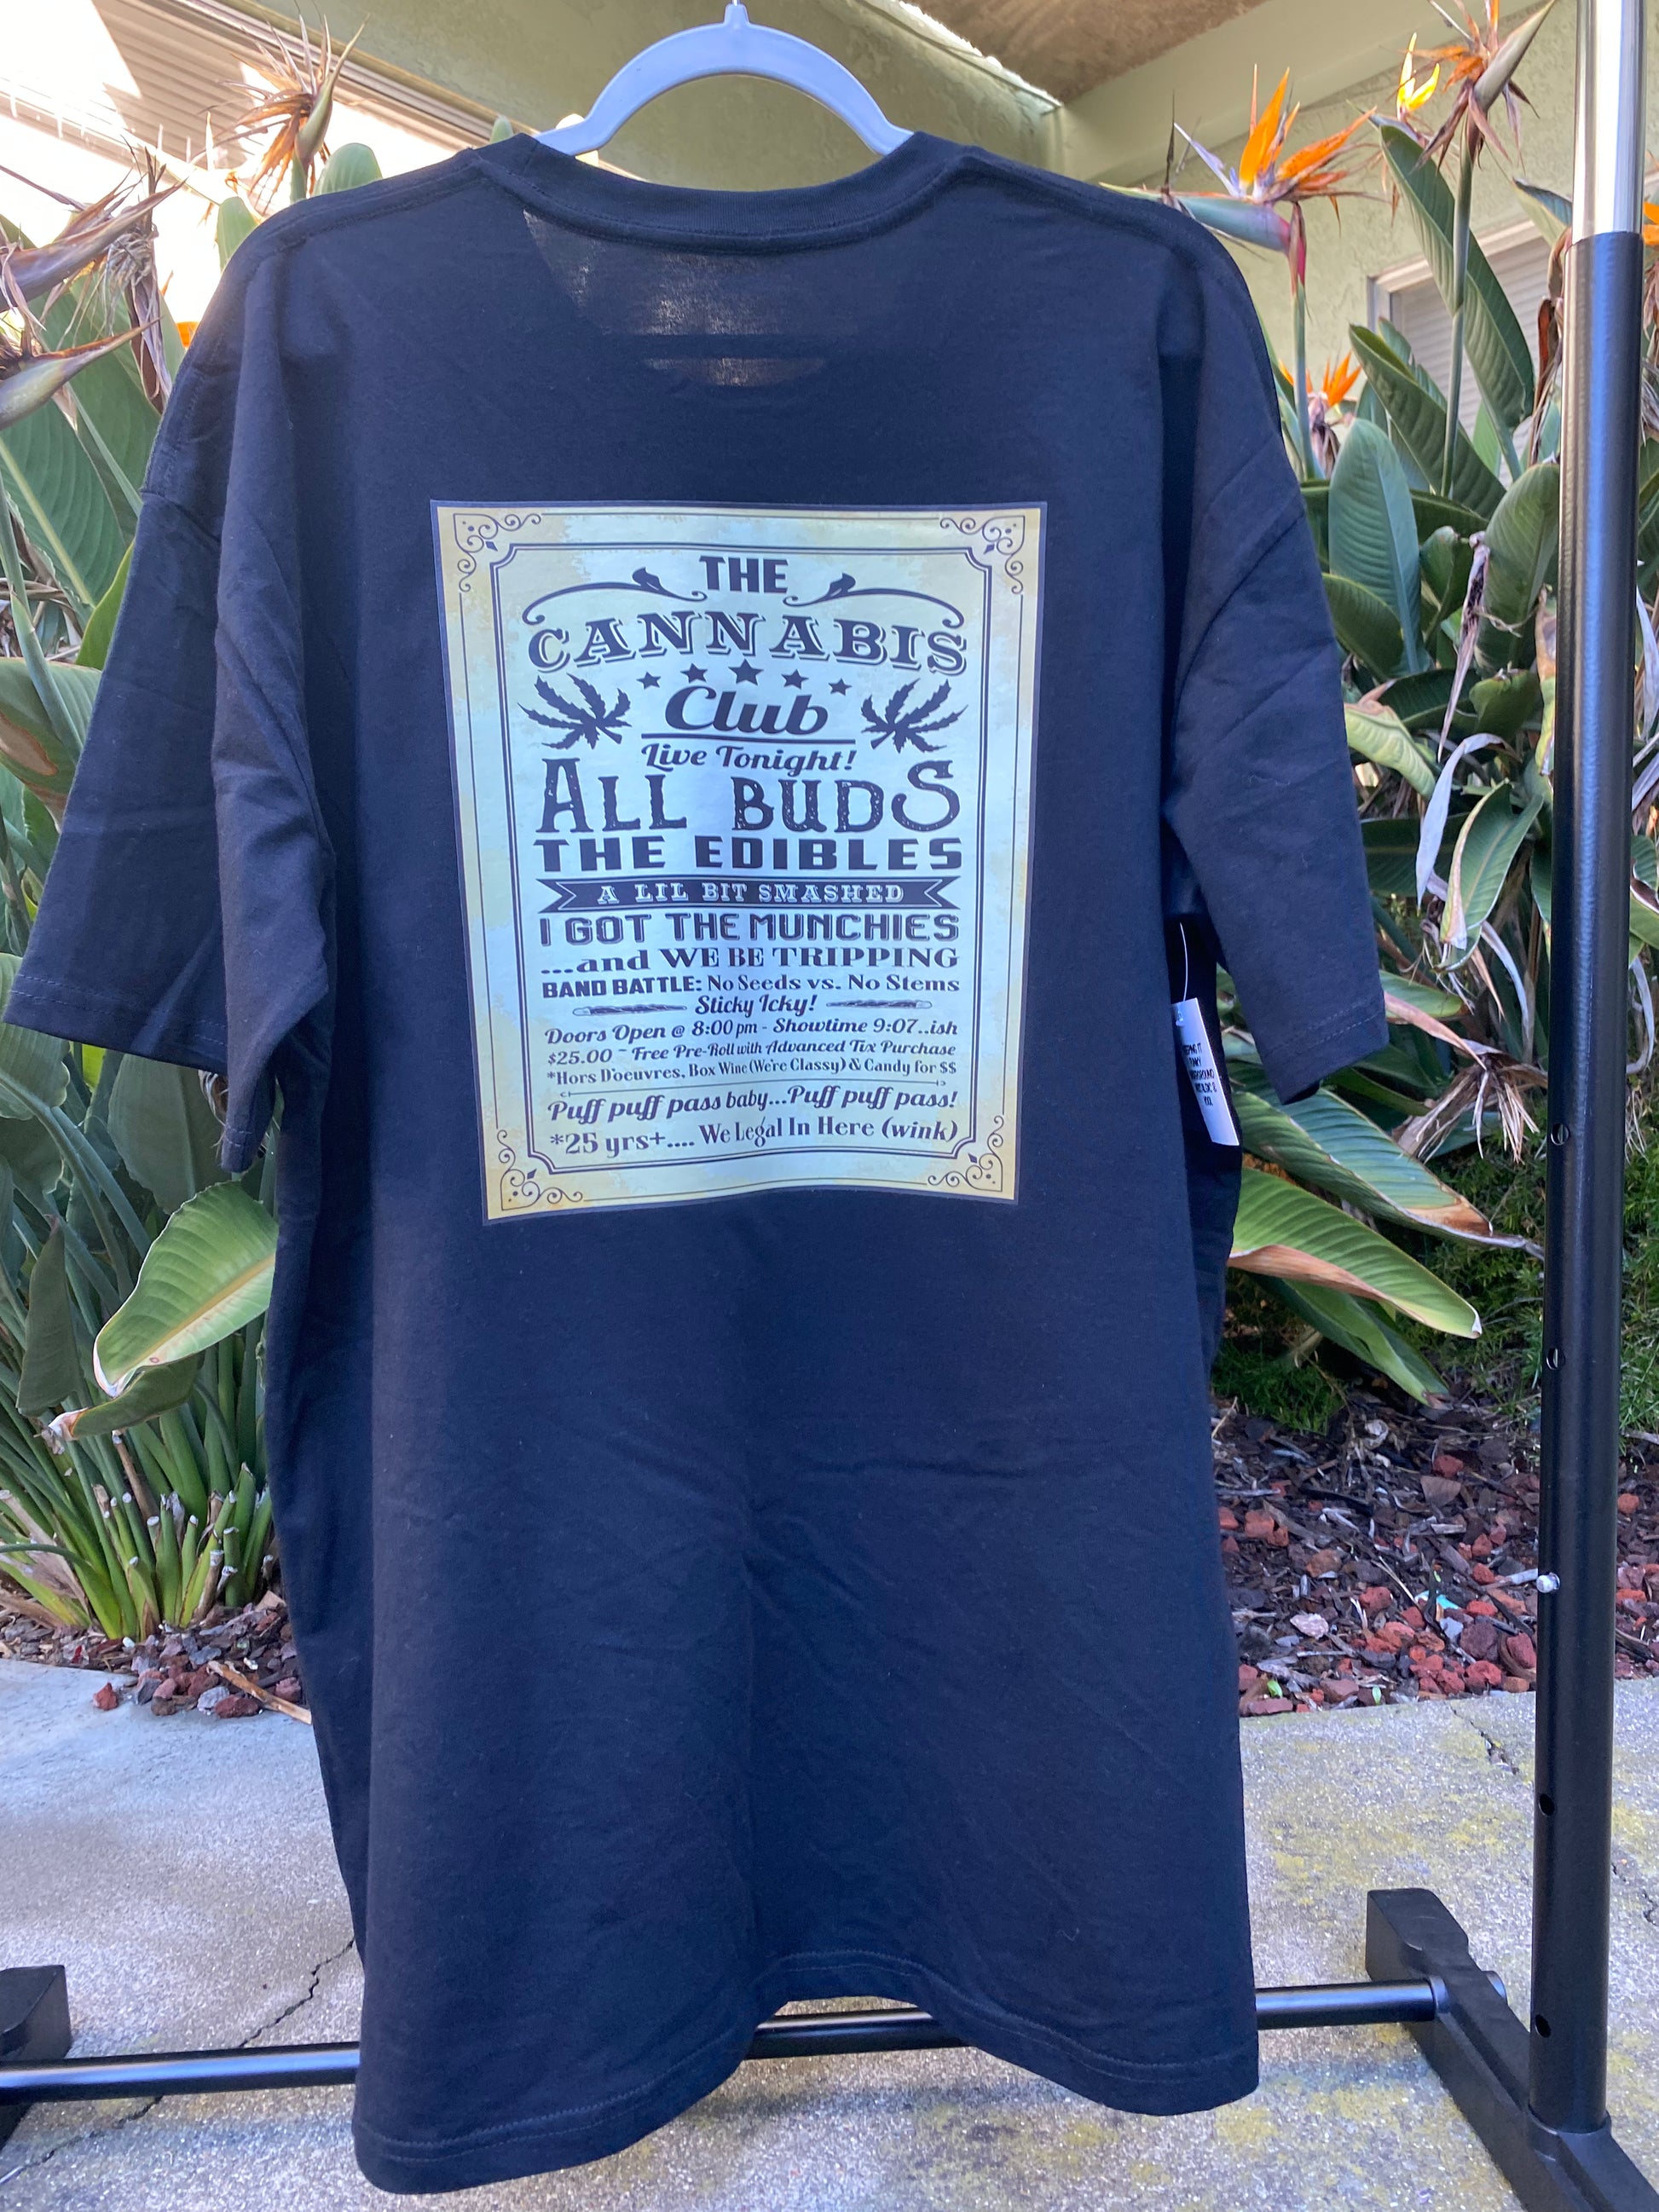 THE
CANNABIS
Club
Live Tonight!
ALL BUDS
THE EDIBLES
A LIL BIT SMASHED
I GOT THE MUNCHIES
...and WE BE TRIPPING
BAND BATTLE: No Seeds vs. No Stems
Sticky Icky!
Doors Open @ 8:00 pm - Showtime 9:07..ish
$25.00 ~ Free Pre-Roll with Advanced Tix Purchase
*Hors D'oeuvres, Box Wine (We're Classy) & Candy for $$
Puff puff pass baby...Puff puff pass!
*25 yrs+.... We Legal In Here (wink)